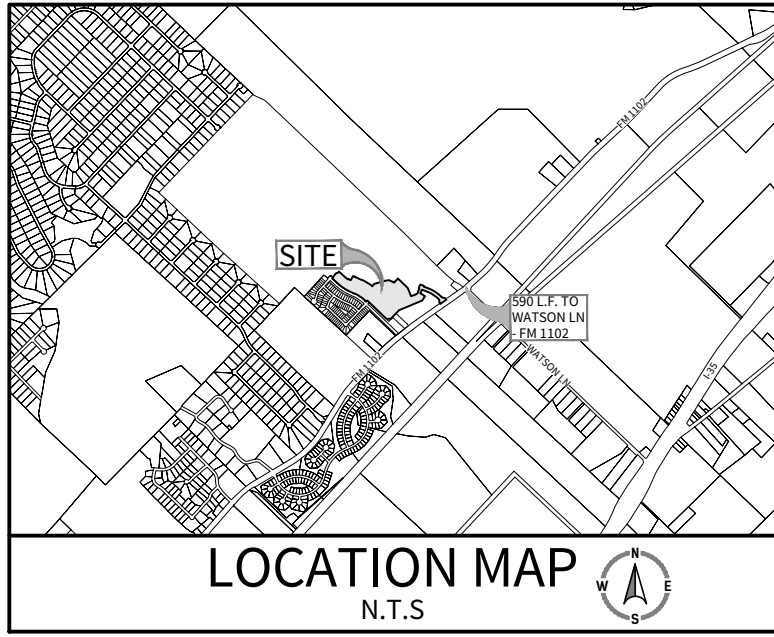 FM 1102
SITE
590 L.F. TO
WATSON LN
- FM 1102
WATSON LN
FM 1102
I-35
LOCATION MAP
N.T.S
N
W
E
S